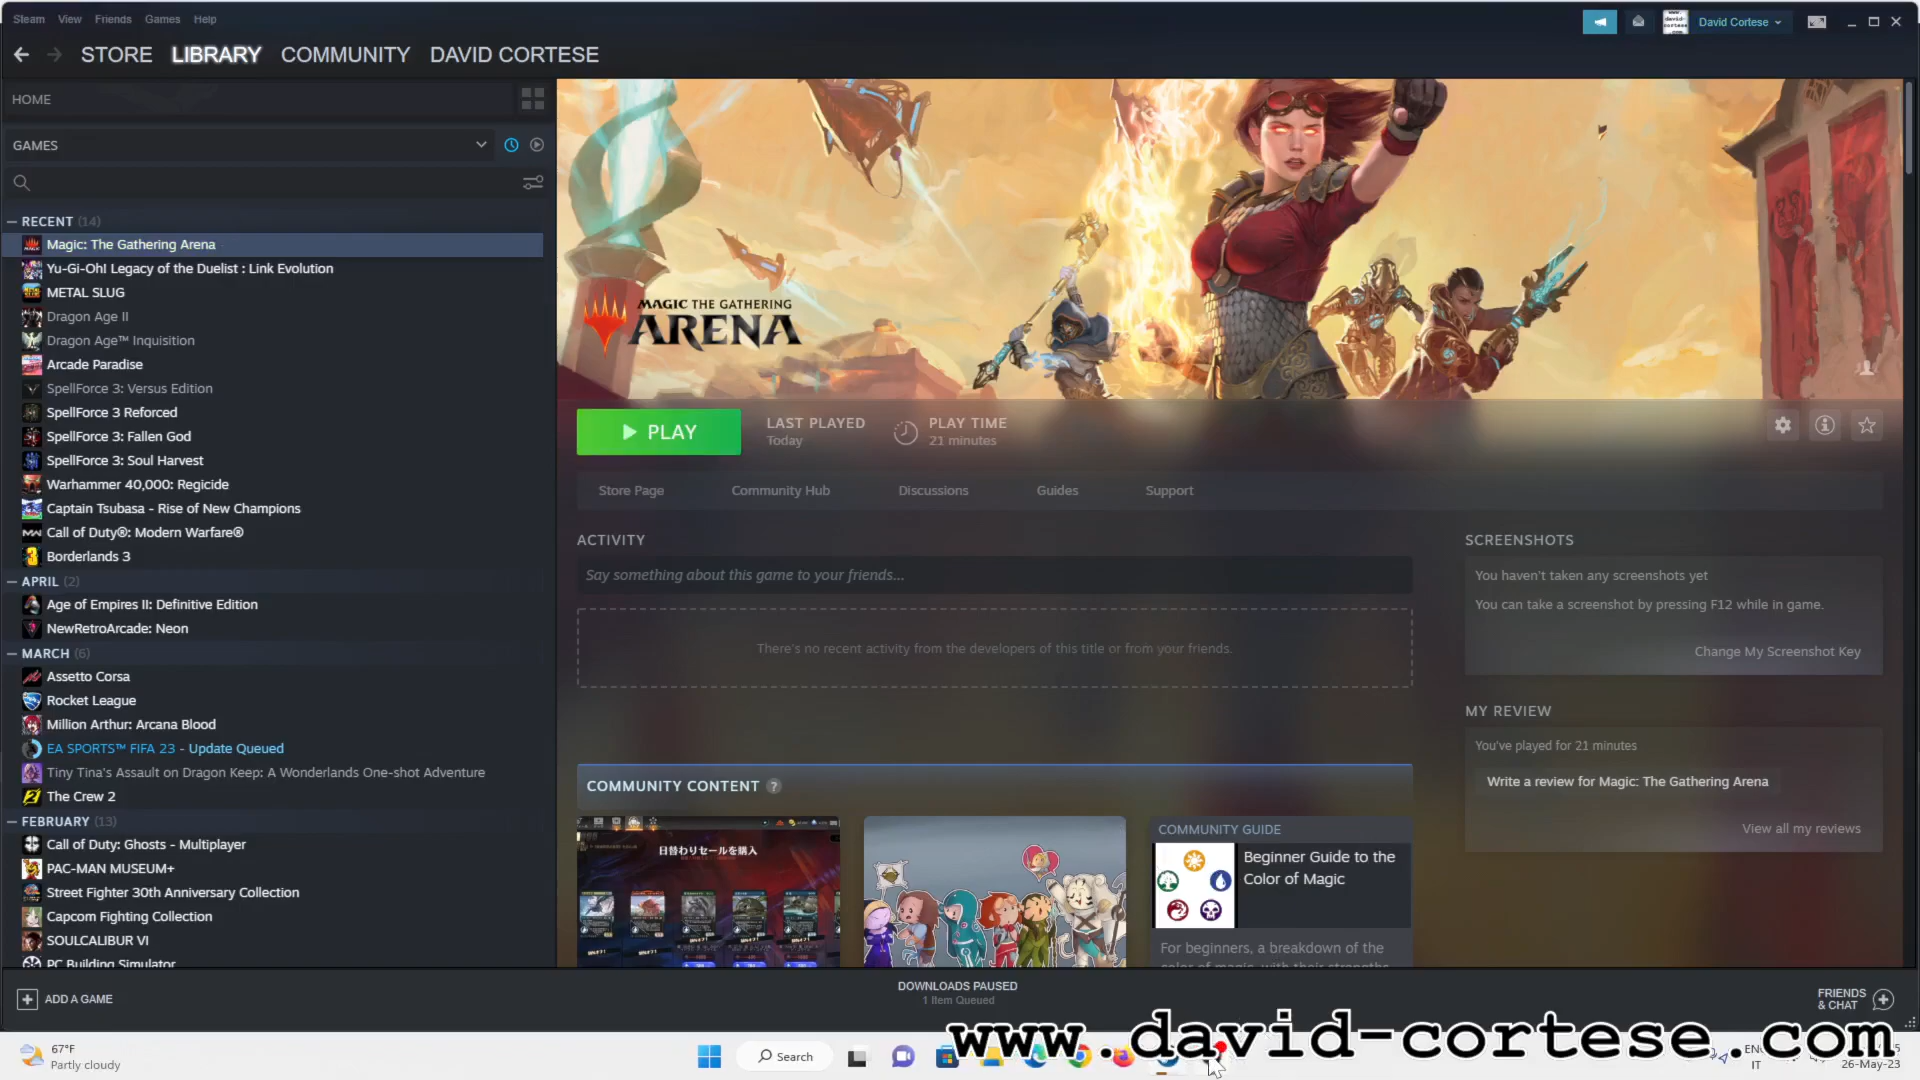 Steam View Friends Games Help
David Cortese
STORE LIBRARY COMMUNITY DAVID CORTESE
HOME
GAMES
RECENT (14)
Magic: The Gathering Arena
Yu-Gi-Oh! Legacy of the Duelist : Link Evolution
METAL SLUG
Dragon Age II
Dragon Age™ Inquisition
Arcade Paradise
SpellForce 3: Versus Edition
SpellForce 3 Reforced
SpellForce 3: Fallen God
SpellForce 3: Soul Harvest
Warhammer 40,000: Regicide
Captain Tsubasa - Rise of New Champions
Call of Duty®: Modern Warfare®
Borderlands 3
APRIL (2)
Age of Empires II: Definitive Edition
NewRetroArcade: Neon
MARCH (6)
Assetto Corsa
Rocket League
Million Arthur: Arcana Blood
EA SPORTS™ FIFA 23 - Update Queued
Tiny Tina's Assault on Dragon Keep: A Wonderlands One-shot Adventure
The Crew 2
FEBRUARY (13)
Call of Duty: Ghosts - Multiplayer
PAC-MAN MUSEUM+
Street Fighter 30th Anniversary Collection
Capcom Fighting Collection
SOULCALIBUR VI
PC Building Simulator
MAGIC THE GATHERING
ARENA
PLAY
LAST PLAYED
Today
PLAY TIME
21 minutes
Store Page Community Hub Discussions Guides Support
ACTIVITY
Say something about this game to your friends...
There's no recent activity from the developers of this title or from your friends.
SCREENSHOTS
You haven't taken any screenshots yet
You can take a screenshot by pressing F12 while in game.
Change My Screenshot Key
MY REVIEW
You've played for 21 minutes
Write a review for Magic: The Gathering Arena
View all my reviews
COMMUNITY CONTENT ?
日替わりセールを購入
COMMUNITY GUIDE
Beginner Guide to the
Color of Magic
For beginners, a breakdown of the
color of magic, with their strengths
ADD A GAME
DOWNLOADS PAUSED
1 Item Queued
FRIENDS
& CHAT
www.david-cortese.com
67°F
Partly cloudy
Search
IT
26-May-23